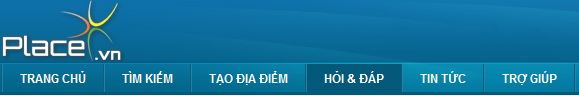 Place.vn
TRANG CHỦ TÌM KIẾM TẠO ĐỊA ĐIỂM HỎI & ĐÁP TIN TỨC TRỢ GIÚP